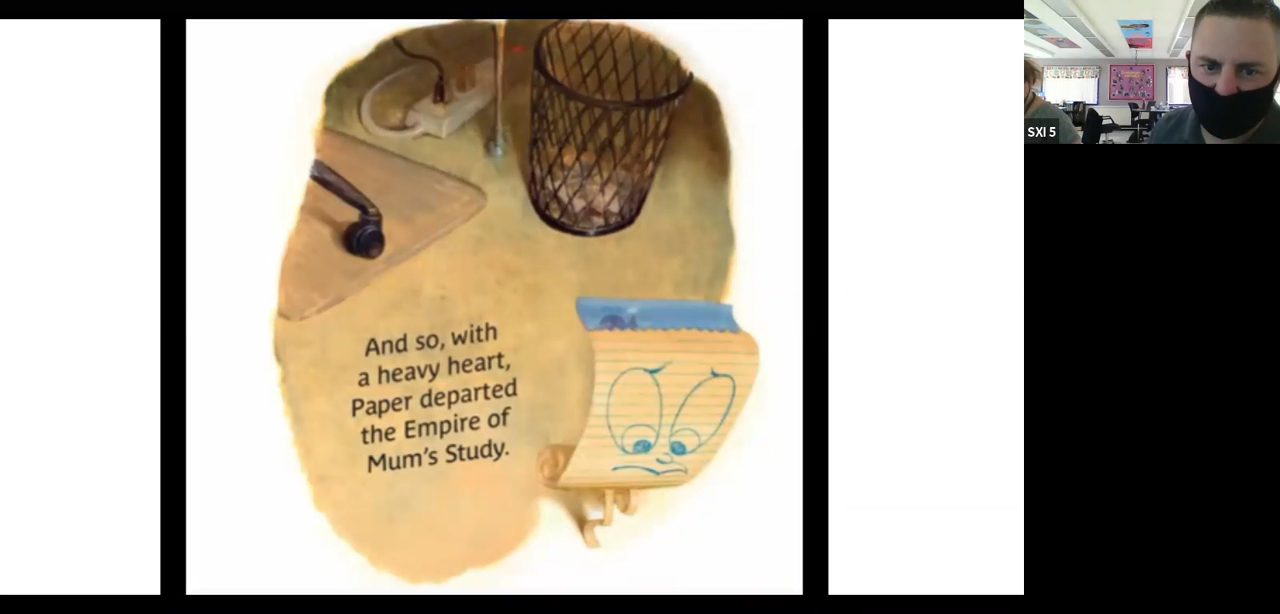 And so, with
a heavy heart,
Paper departed
the Empire of
Mum's Study.
SXI 5